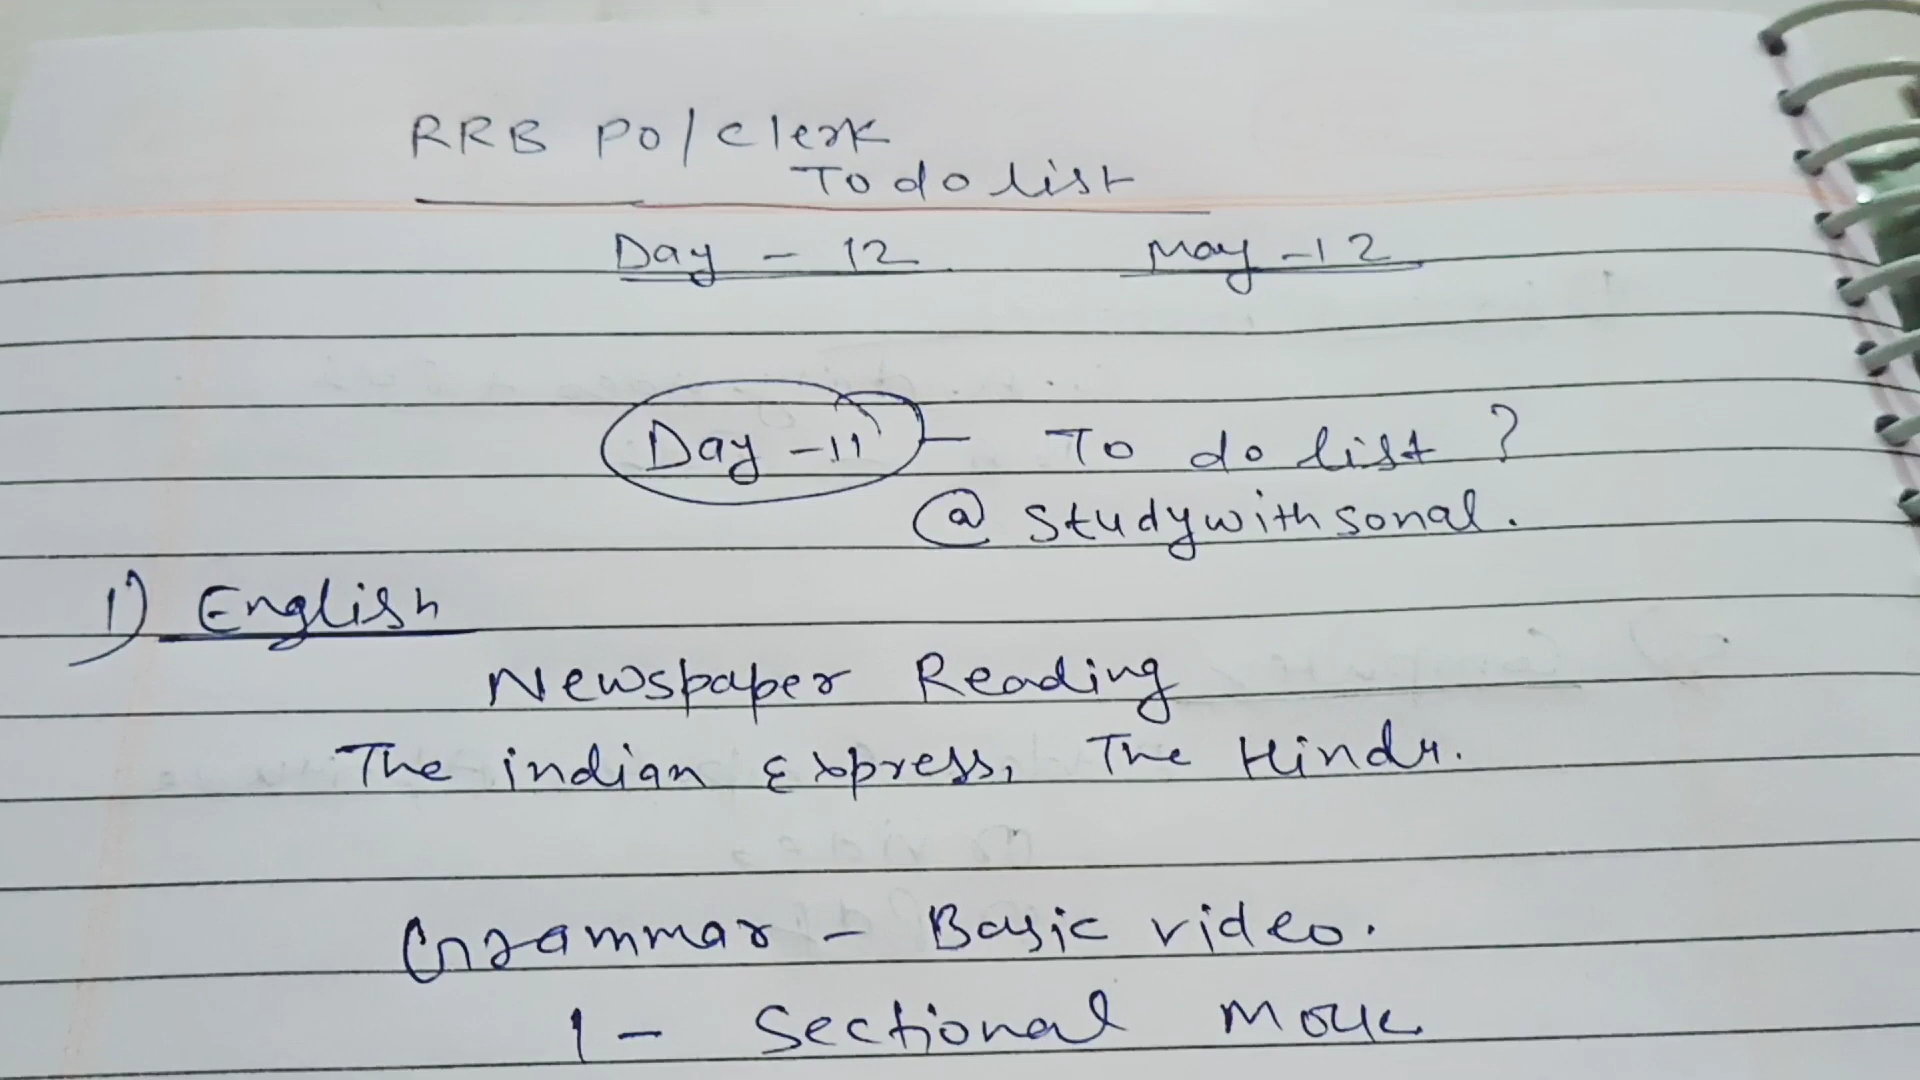 RRB PO/Clerk
To do list
Day - 12 May - 12
Day - 11 - To do list ?
@ Studywithsonal.
1) English
Newspaper Reading
The indian Express, The Hindu.
Grammar - Basic video.
1 - Sectional Mock